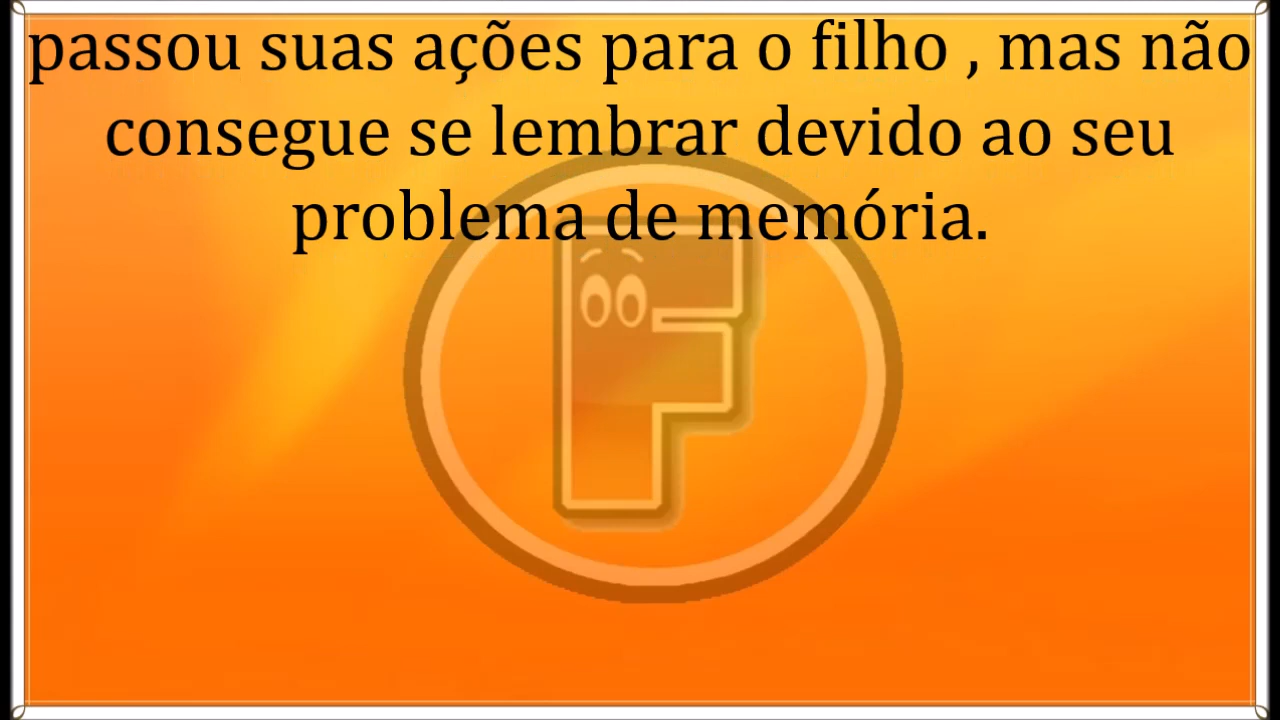 passou suas ações para o filho , mas não
consegue se lembrar devido ao seu
problema de memória.
F